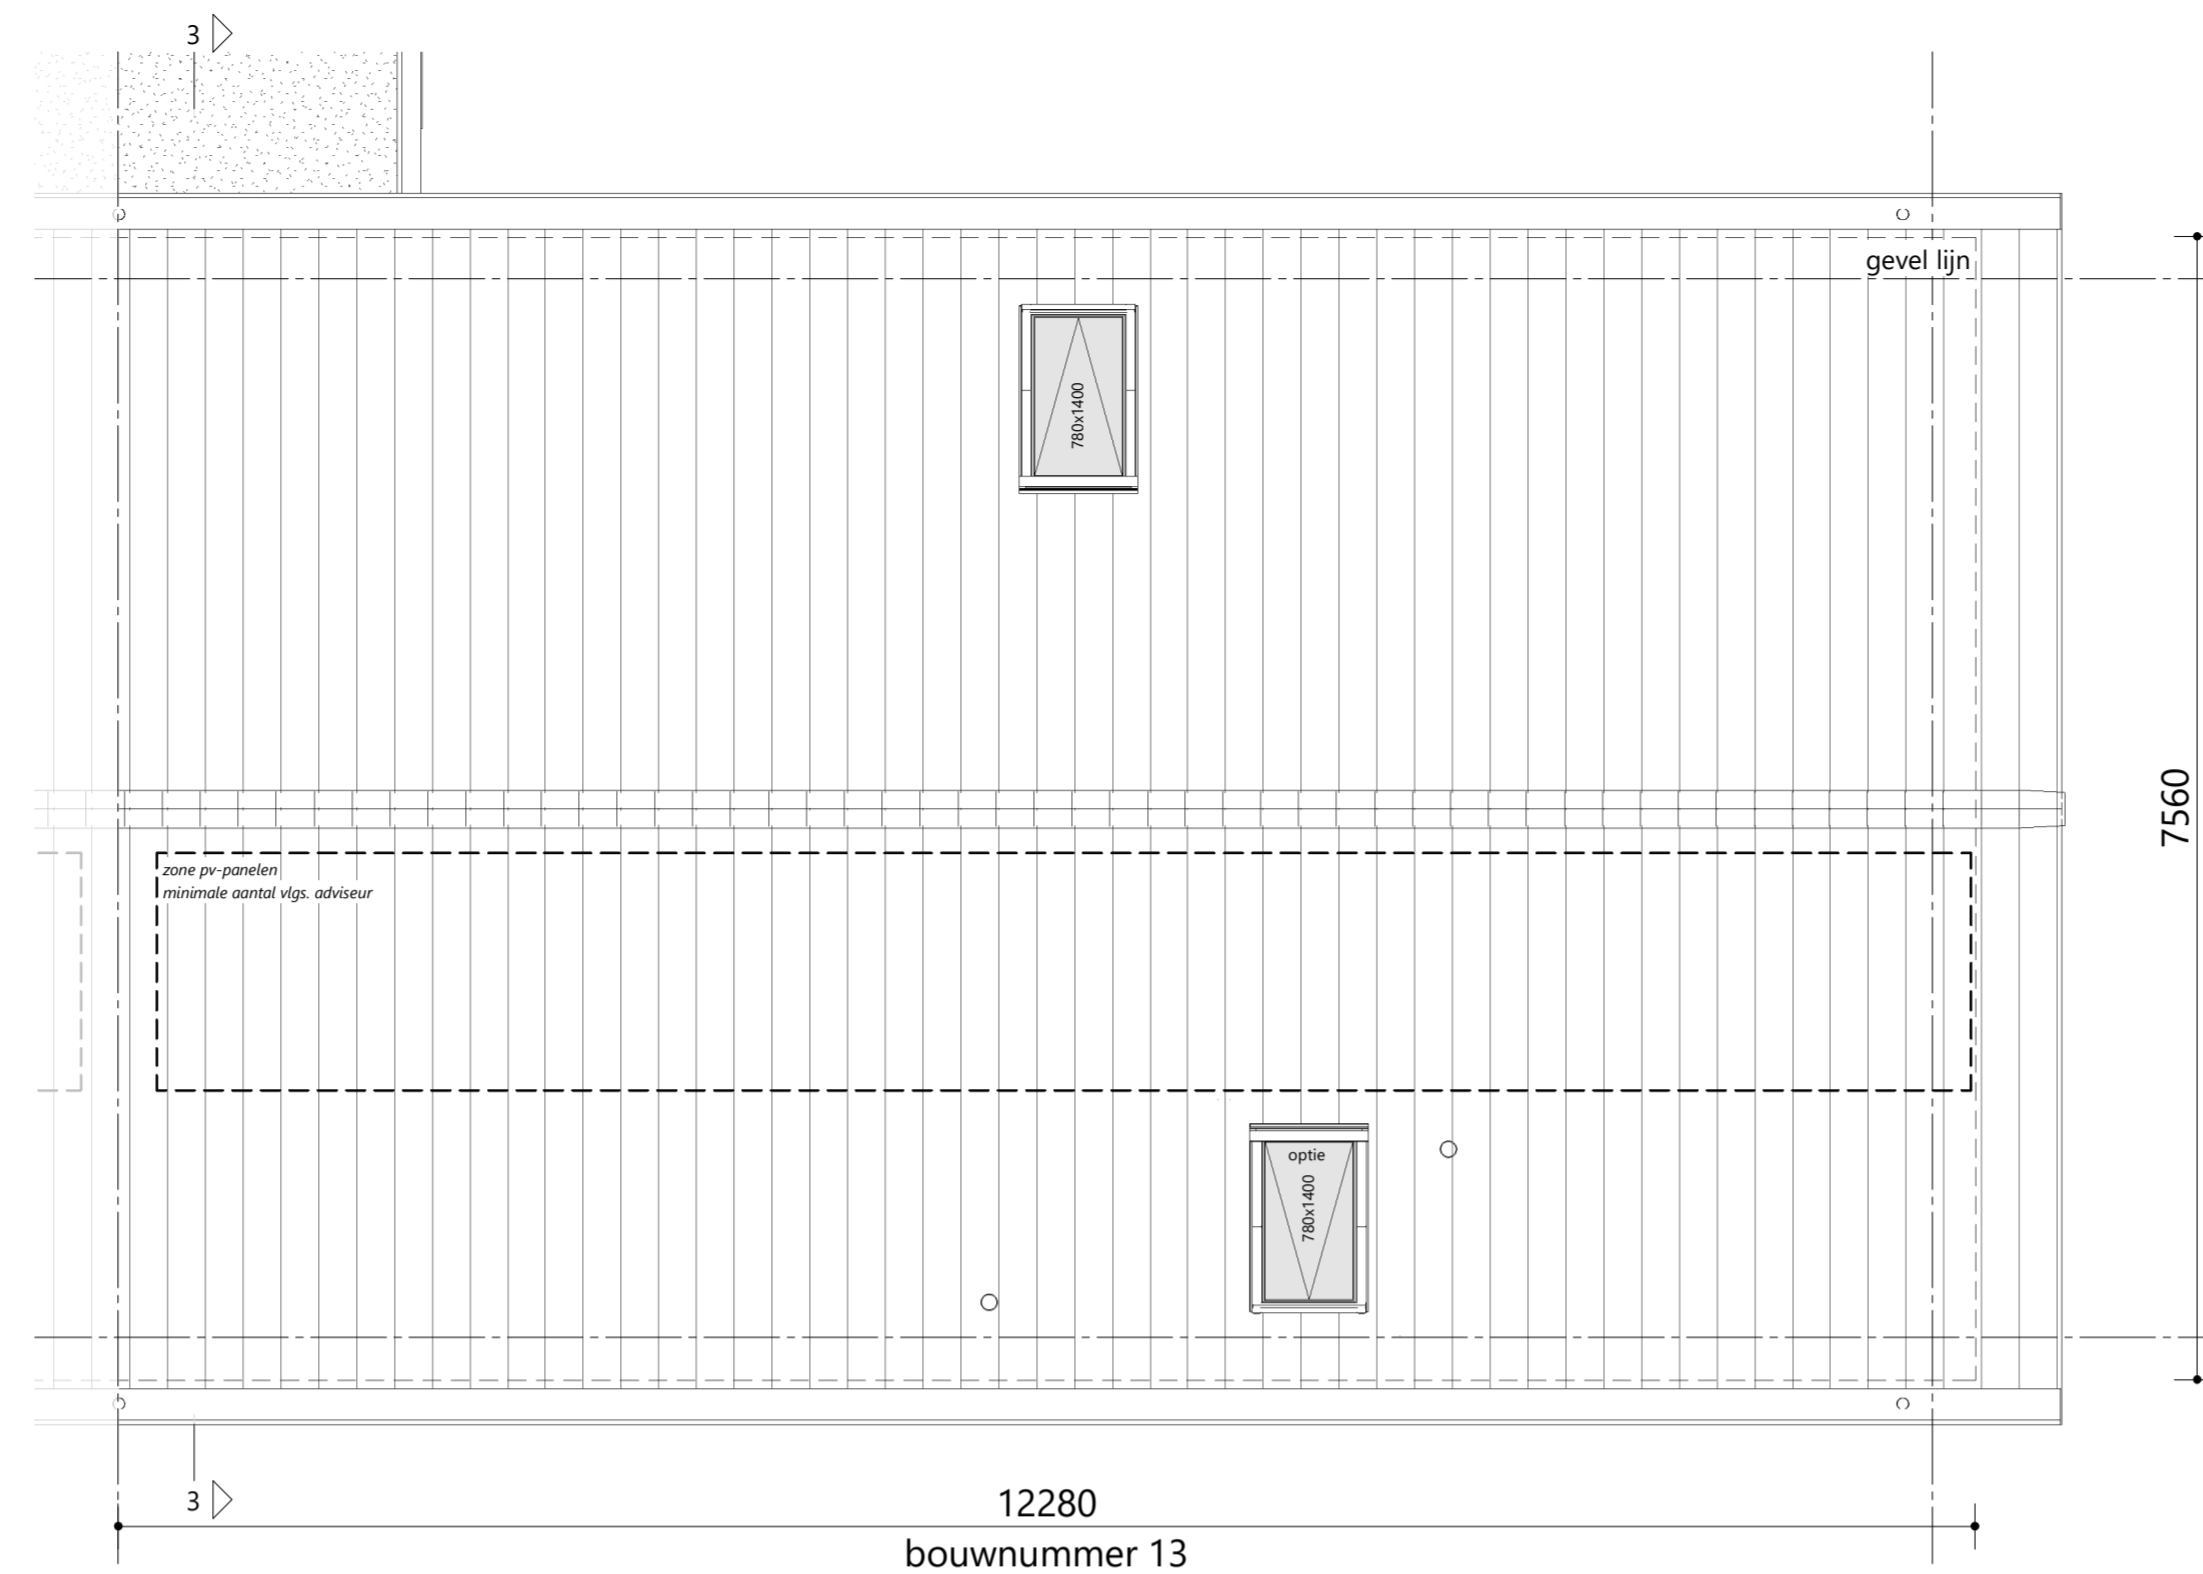 3
gevel lijn
780x1400
7560
zone pv-panelen
minimale aantal vlgs. adviseur
optie
780x1400
3
12280
bouwnummer 13